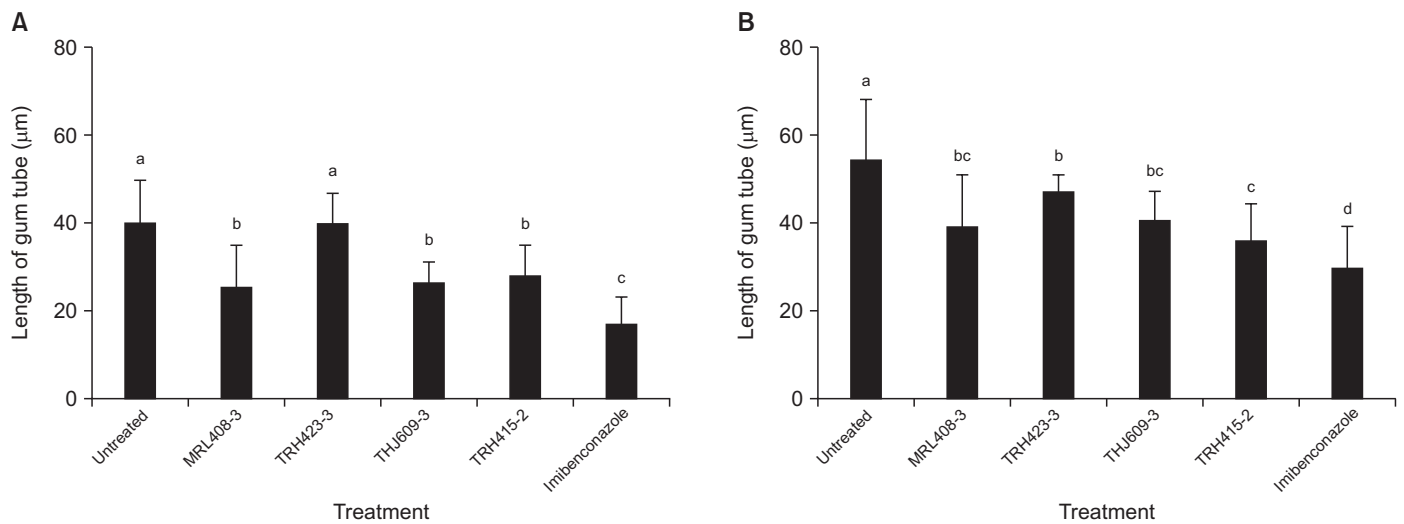 A
Length of gum tube (μm)
80
60
40
20
0
a
b
a
b
b
c
Untreated
MRL408-3
TRH423-3
THJ609-3
TRH415-2
Imibenconazole
Treatment
B
Length of gum tube (μm)
80
60
40
20
0
a
bc
b
bc
c
d
Untreated
MRL408-3
TRH423-3
THJ609-3
TRH415-2
Imibenconazole
Treatment